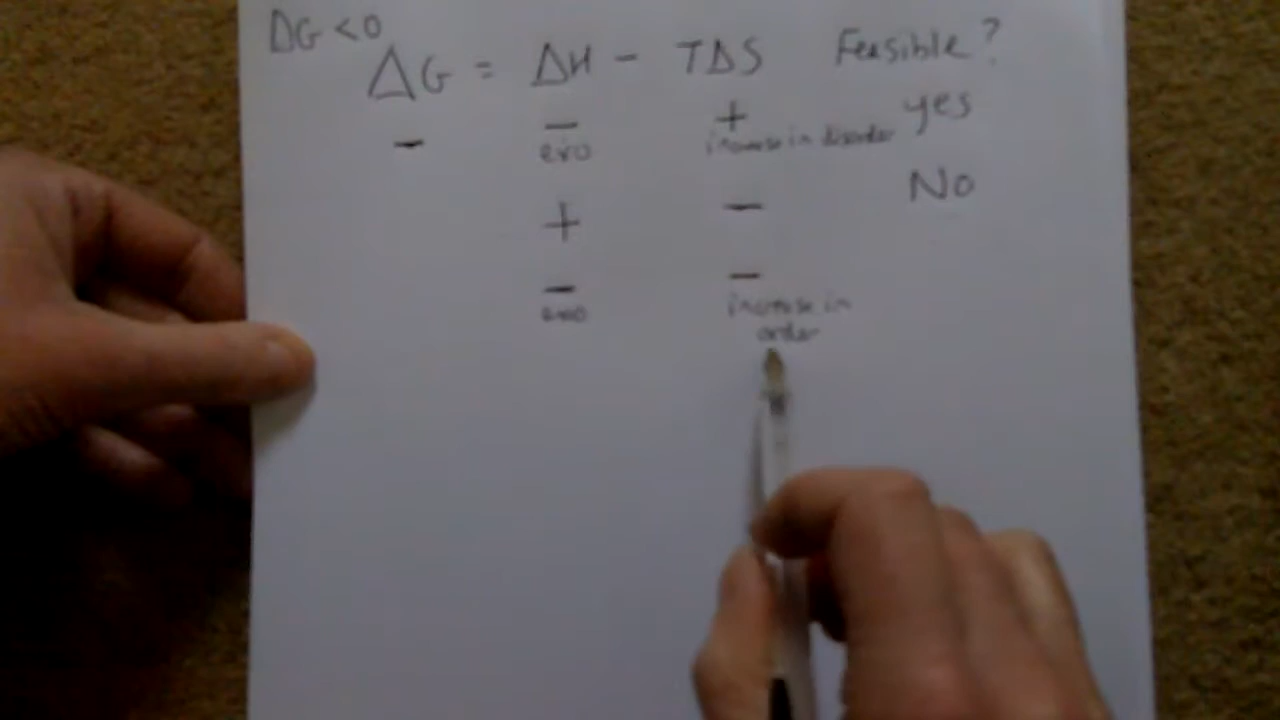 ΔG < 0
ΔG = ΔH - TΔS Feasible?
- - + yes
exo increase in disorder
+ - No
- -
exo increase in
order